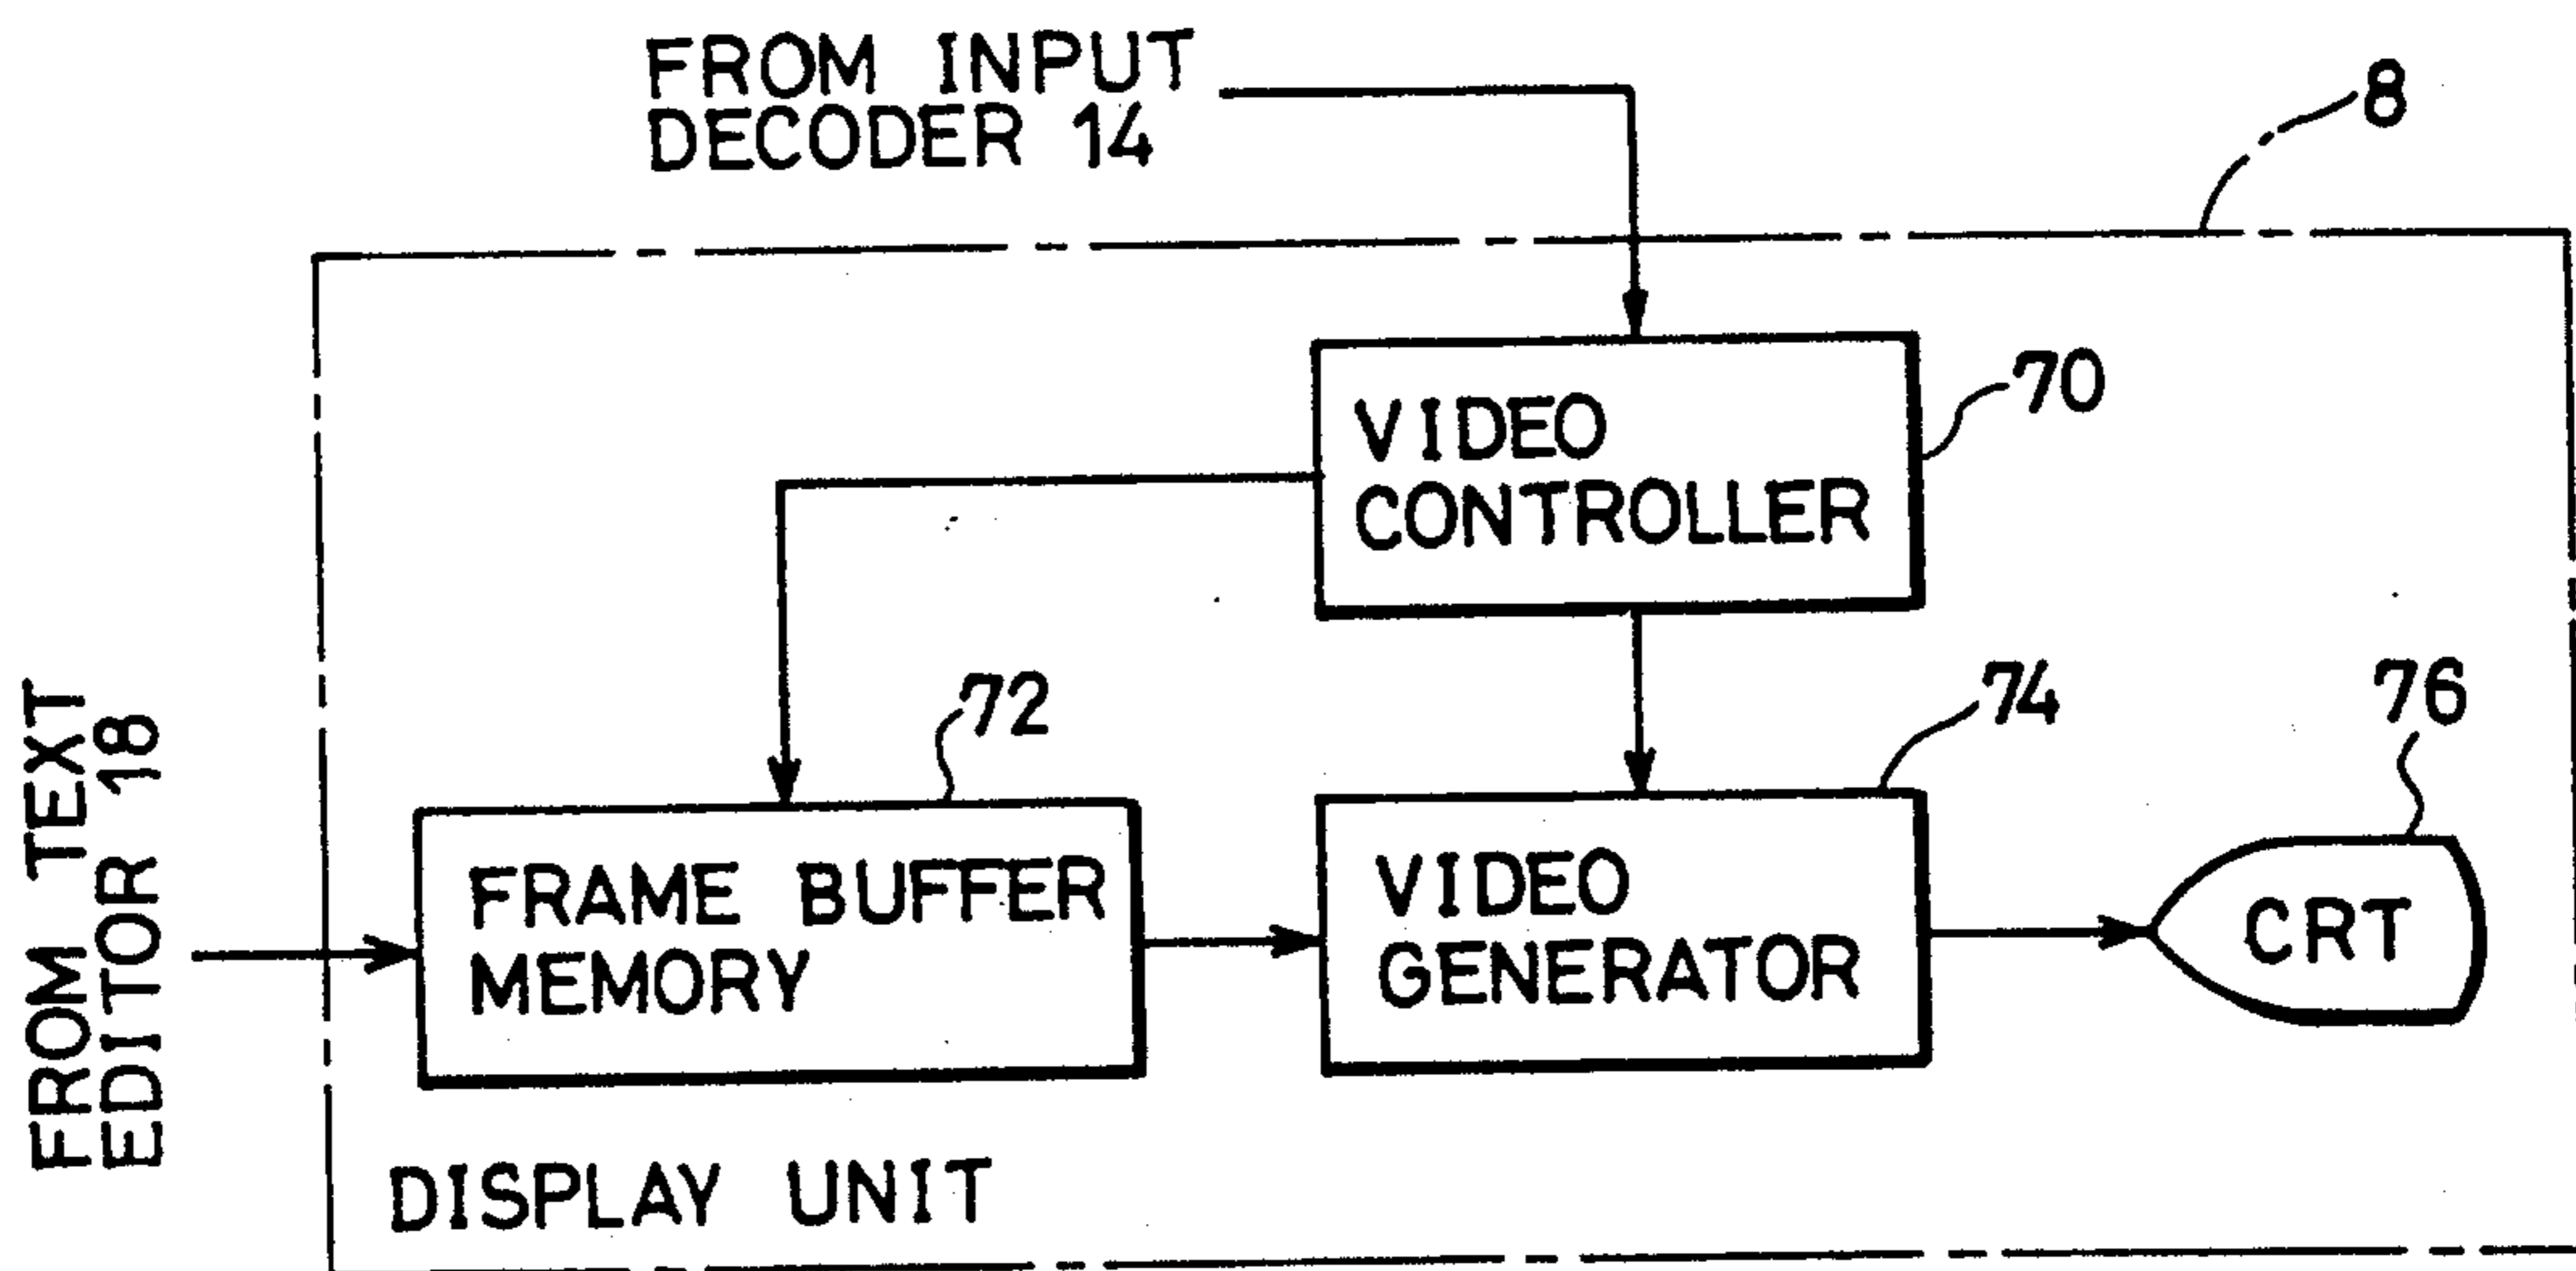 FROM INPUT
DECODER 14
8
VIDEO
CONTROLLER
70
FROM TEXT
EDITOR 18
72
74
76
FRAME BUFFER
MEMORY
VIDEO
GENERATOR
CRT
DISPLAY UNIT